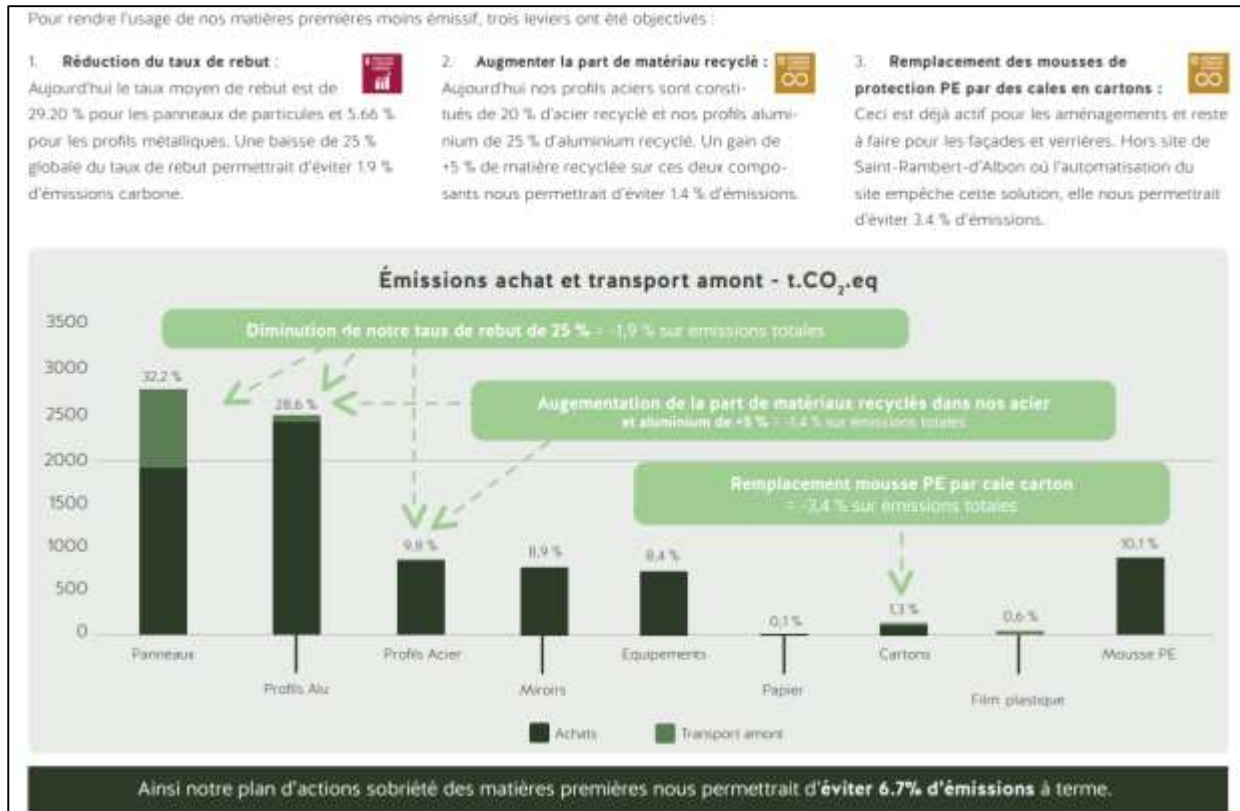 Pour rendre l'usage de nos matières premières moins émissif, trois leviers ont été objectivés :
1. Réduction du taux de rebut :
Aujourd'hui le taux moyen de rebut est de
29.20 % pour les panneaux de particules et 5.66 %
pour les profils métalliques. Une baisse de 25 %
globale du taux de rebut permettrait d'éviter 1.9 %
d'émissions carbone.
2. Augmenter la part de matériau recyclé :
Aujourd'hui nos profils aciers sont consti-
tués de 20 % d'acier recyclé et nos profils alumi-
nium de 25 % d'aluminium recyclé. Un gain de
+5 % de matière recyclée sur ces deux compo-
sants nous permettrait d'éviter 1.4 % d'émissions.
3. Remplacement des mousses de
protection PE par des cales en cartons :
Ceci est déjà actif pour les aménagements et reste
à faire pour les façades et verrières. Hors site de
Saint-Rambert-d'Albon où l'automatisation du
site empêche cette solution, elle nous permettrait
d'éviter 3.4 % d'émissions.
Émissions achat et transport amont - t.CO₂.eq
Diminution de notre taux de rebut de 25 % = -1,9 % sur émissions totales
Augementation de la part de matériaux recyclés dans nos acier
et aluminium de +5 % = -1,4 % sur émissions totales
Remplacement mousse PE par cale carton
= -3,4 % sur émissions totales
3500
3000
2500
2000
1500
1000
500
0
32,2 %
28,6 %
9,8 %
8,9 %
8,4 %
0,1 %
1,3 %
0,6 %
10,1 %
Panneaux
Profils Alu
Profils Acier
Miroirs
Equipements
Papier
Cartons
Film plastique
Mousse PE
Achats
Transport amont
Ainsi notre plan d'actions sobriété des matières premières nous permettrait d'éviter 6.7% d'émissions à terme.